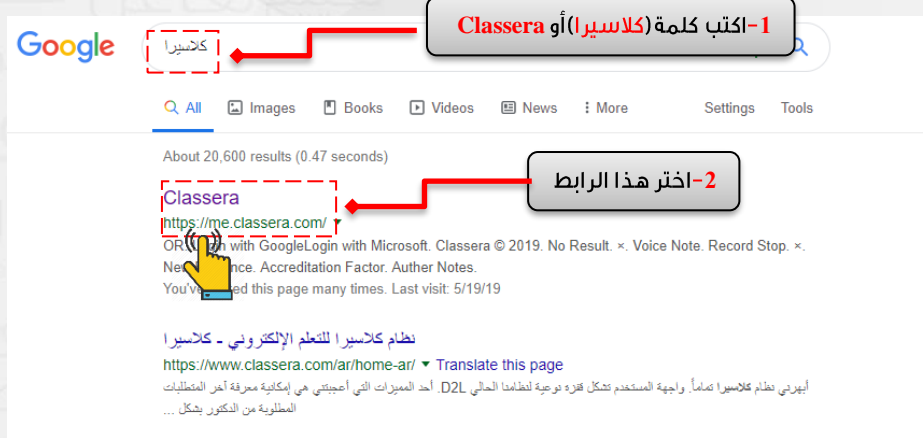 1-اكتب كلمة (كلاسيرا) أو Classera
Google
كلاسيرا
All Images Books Videos News More Settings Tools
About 20,600 results (0.47 seconds)
2-اختر هذا الرابط
Classera
https://me.classera.com/
OR with GoogleLogin with Microsoft. Classera © 2019. No Result. ×. Voice Note. Record Stop. ×.
nce. Accreditation Factor. Auther Notes.
You've ed this page many times. Last visit: 5/19/19
نظام كلاسيرا للتعلم الإلكتروني - كلاسيرا
https://www.classera.com/ar/home-ar/ Translate this page
أبهرني نظام كلاسيرا تماماً. واجهة المستخدم تشكل قفزة نوعية لنظامنا الحالي D2L. أحد المميزات التي أعجبتني هي إمكانية معرفة آخر المتطلبات
المطلوبة من الدكتور بشكل ...